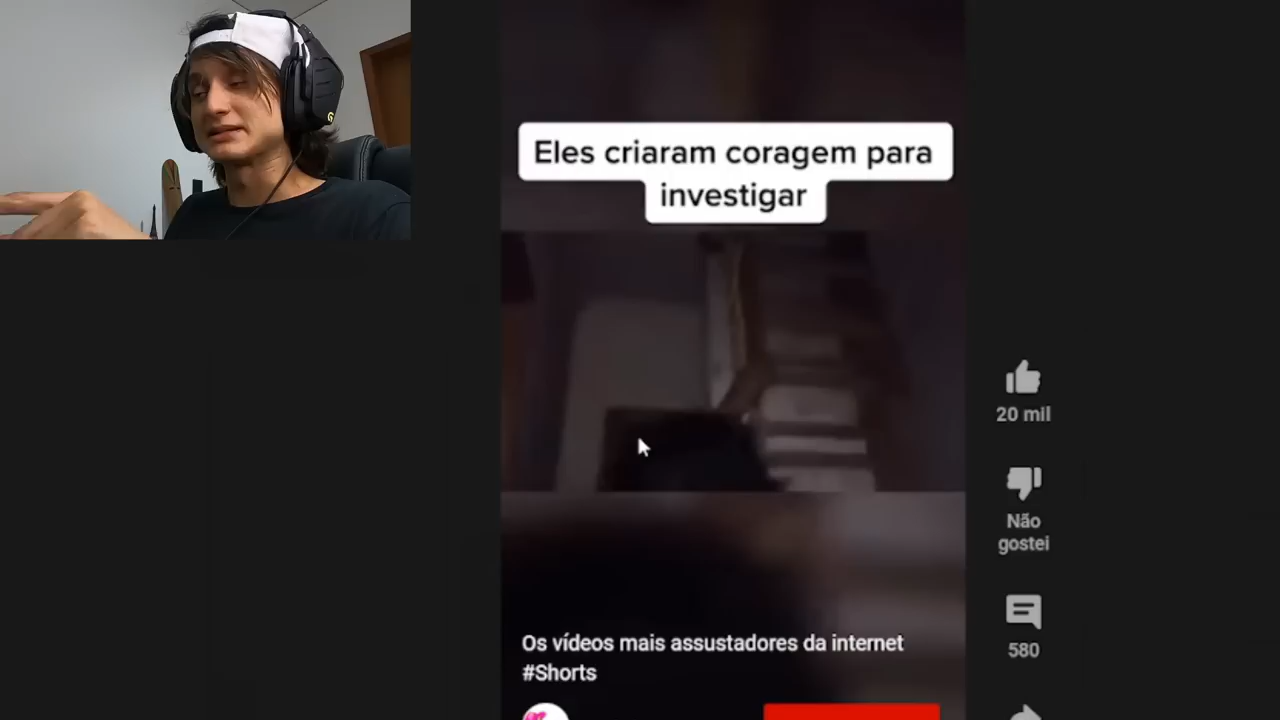 Eles criaram coragem para
investigar
20 mil
Não
gostei
580
Os vídeos mais assustadores da internet
#Shorts